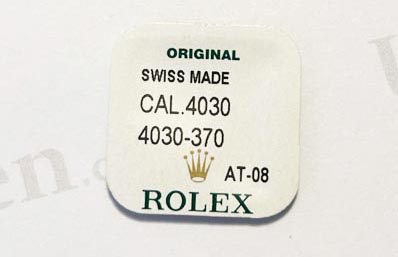 ORIGINAL
SWISS MADE
CAL.4030
4030-370
AT-08
ROLEX